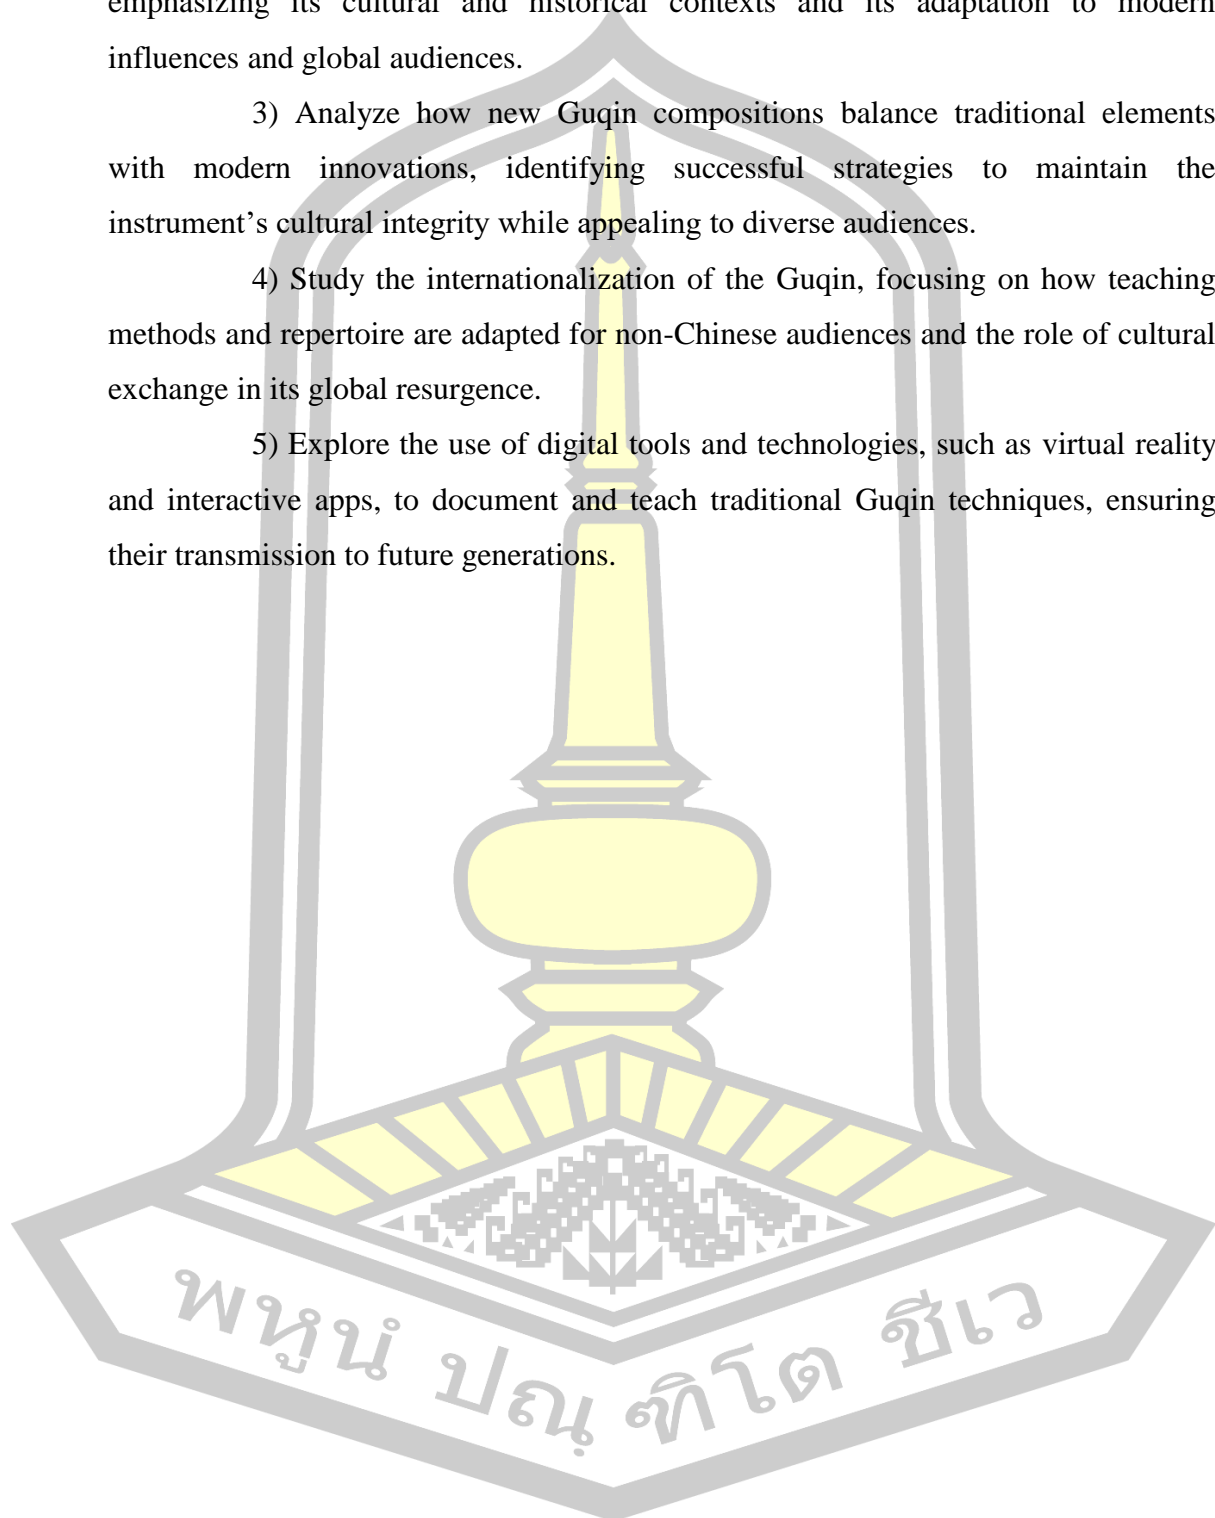 emphasizing its cultural and historical contexts and its adaptation to modern
influences and global audiences.
3) Analyze how new Guqin compositions balance traditional elements
with modern innovations, identifying successful strategies to maintain the
instrument’s cultural integrity while appealing to diverse audiences.
4) Study the internationalization of the Guqin, focusing on how teaching
methods and repertoire are adapted for non-Chinese audiences and the role of cultural
exchange in its global resurgence.
5) Explore the use of digital tools and technologies, such as virtual reality
and interactive apps, to document and teach traditional Guqin techniques, ensuring
their transmission to future generations.
พหูนํ ปณฺฑิโต ชีเว